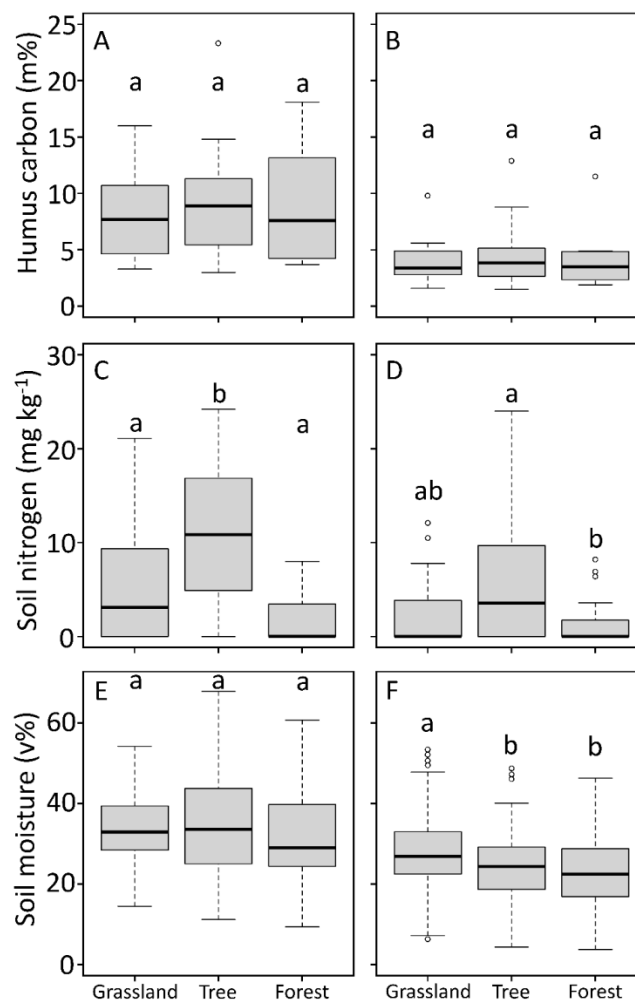 Humus carbon (m%)
25
20
15
10
5
0
A
a a a
B
a a a
Soil nitrogen (mg kg⁻¹)
30
20
10
0
C
a b a
D
ab a b
Soil moisture (v%)
60
40
20
0
E
a a a
F
a b b
Grassland Tree Forest
Grassland Tree Forest